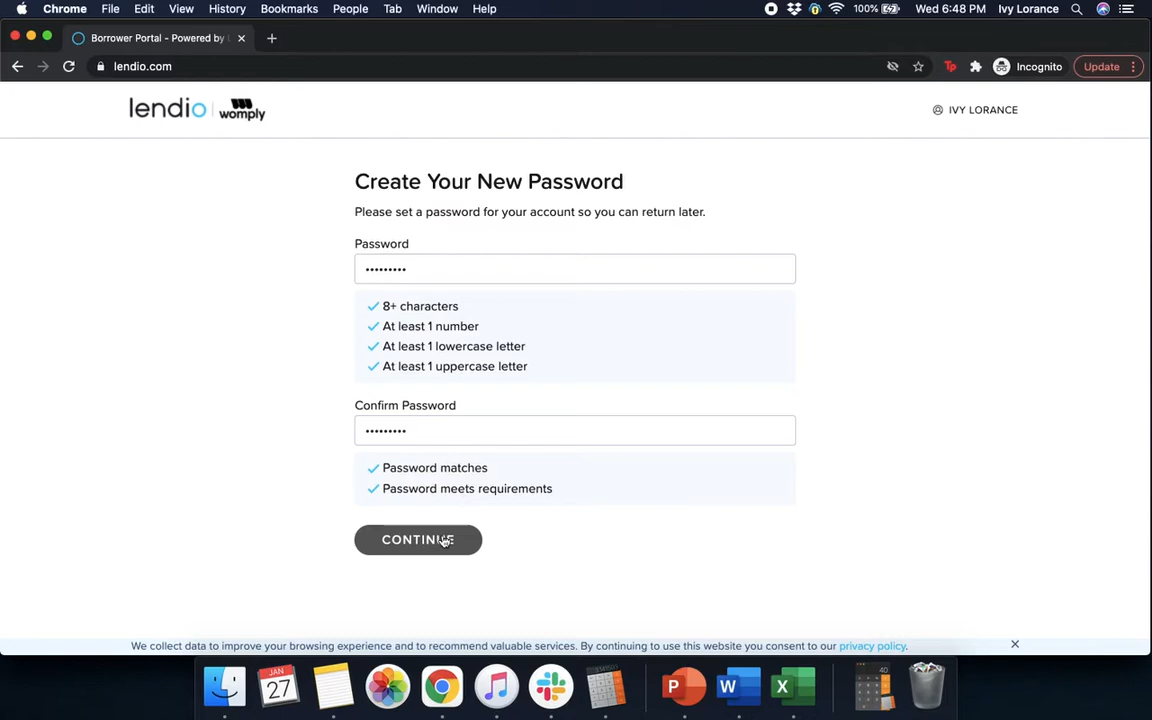 Chrome File Edit View History Bookmarks People Tab Window Help 100% Wed 6:48 PM Ivy Lorance
Borrower Portal - Powered by
lendio.com Incognito Update
lendio womply IVY LORANCE
Create Your New Password
Please set a password for your account so you can return later.
Password
•••••••••
8+ characters
At least 1 number
At least 1 lowercase letter
At least 1 uppercase letter
Confirm Password
•••••••••
Password matches
Password meets requirements
CONTINUE
We collect data to improve your browsing experience and to recommend valuable services. By continuing to use this website you consent to our privacy policy.
JAN
27
P W X
40